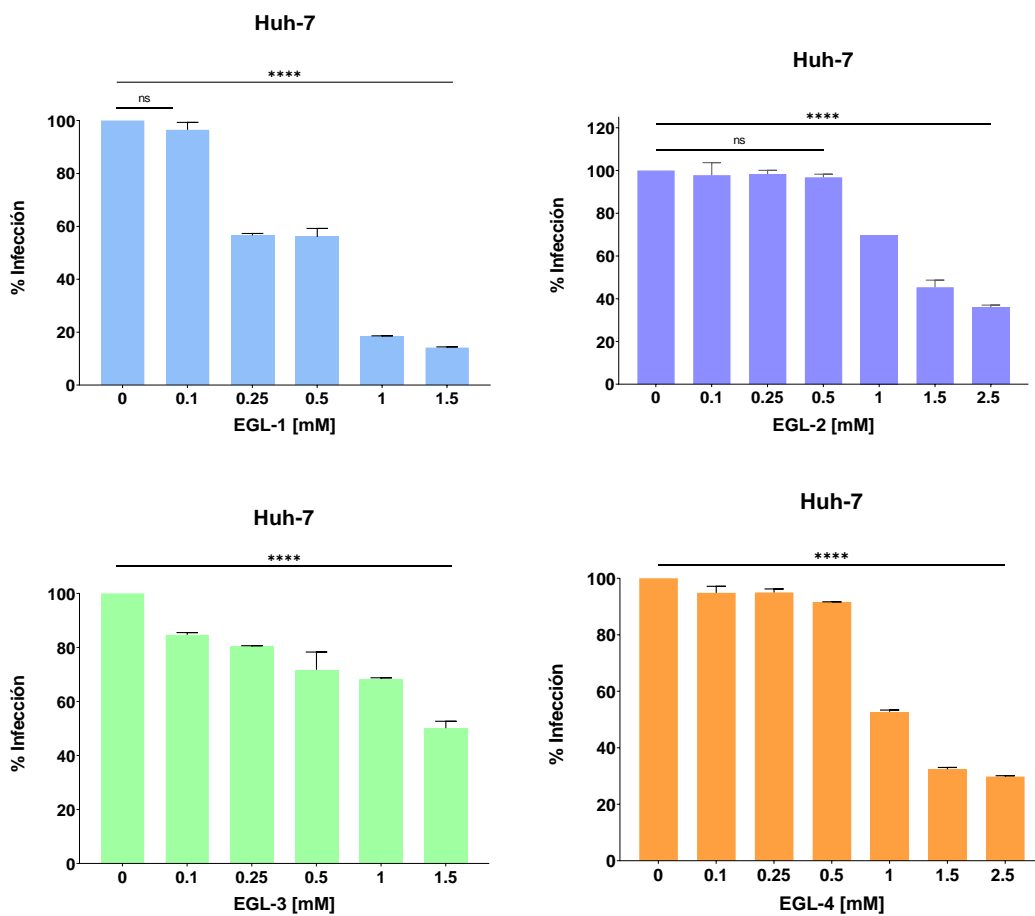 Huh-7
****
ns
100
80
60
40
20
0
% Infección
0 0.1 0.25 0.5 1 1.5
EGL-1 [mM]
Huh-7
****
ns
120
100
80
60
40
20
0
% Infección
0 0.1 0.25 0.5 1 1.5 2.5
EGL-2 [mM]
Huh-7
****
100
80
60
40
20
0
% Infección
0 0.1 0.25 0.5 1 1.5
EGL-3 [mM]
Huh-7
****
100
80
60
40
20
0
% Infección
0 0.1 0.25 0.5 1 1.5 2.5
EGL-4 [mM]